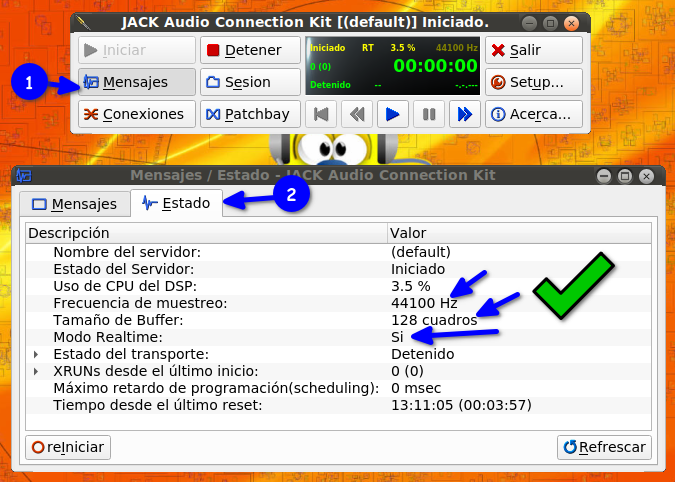 JACK Audio Connection Kit [(default)] Iniciado.
Iniciar
Detener
Iniciado RT 3.5 % 44100 Hz
Salir
1
Mensajes
Sesion
0 (0) 00:00:00
Setup...
Detenido -- -.-.---
Conexiones
Patchbay
Acerca...
Mensajes / Estado - JACK Audio Connection Kit
Mensajes
Estado
2
Descripción Valor
Nombre del servidor: (default)
Estado del Servidor: Iniciado
Uso de CPU del DSP: 3.5 %
Frecuencia de muestreo: 44100 Hz
Tamaño de Buffer: 128 cuadros
Modo Realtime: Si
Estado del transporte: Detenido
XRUNs desde el último inicio: 0 (0)
Máximo retardo de programación(scheduling): 0 msec
Tiempo desde el último reset: 13:11:05 (00:03:57)
reIniciar
Refrescar